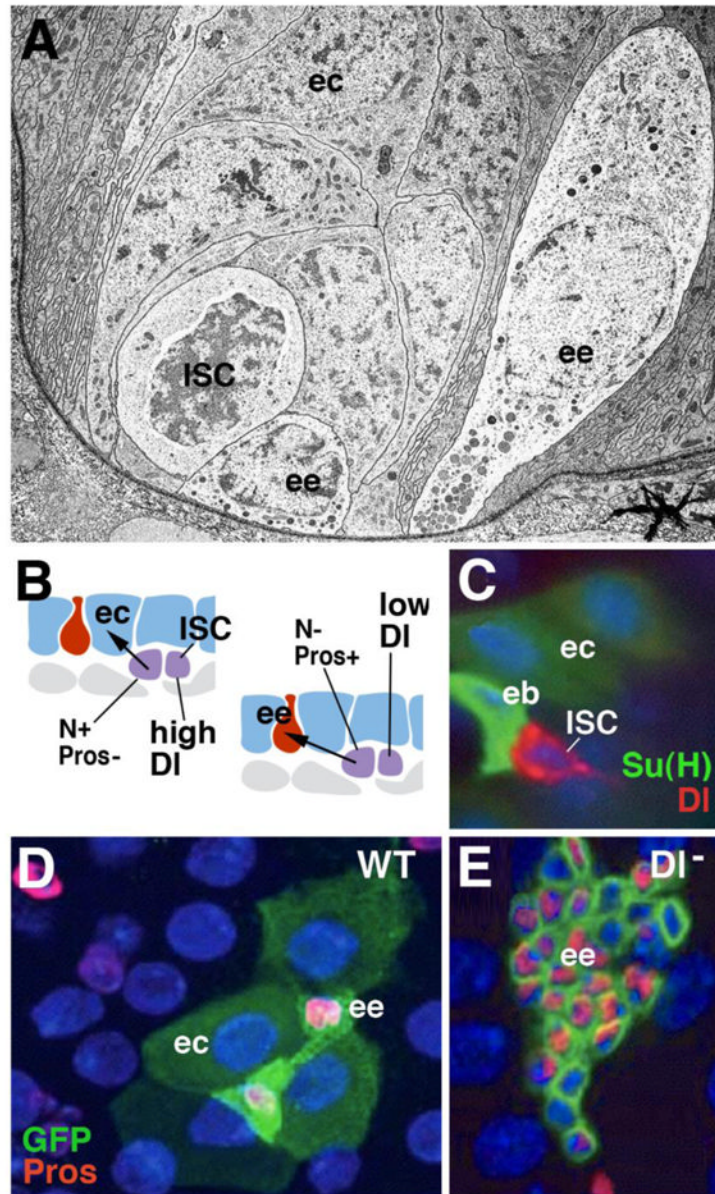 A
ec
ISC
ee
ee
B
ec
ISC
N+
Pros-
high
Dl
low
Dl
N-
Pros+
ee
C
ec
eb
ISC
Su(H)
Dl
D
WT
ee
ec
GFP
Pros
E
Dl-
ee